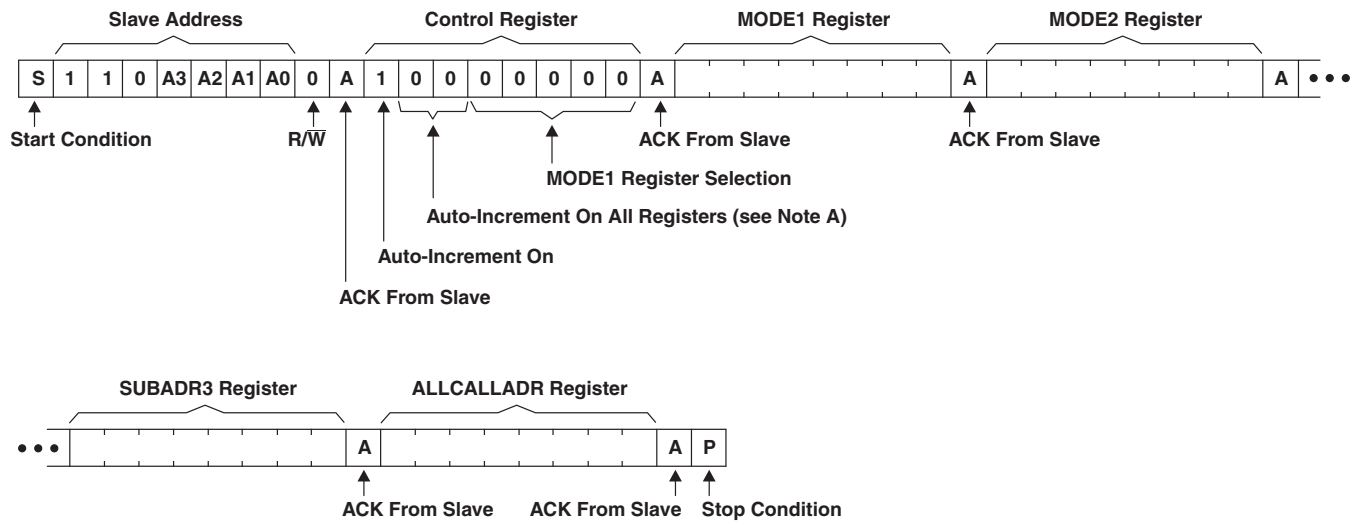 Slave Address Control Register MODE1 Register MODE2 Register
S 1 1 0 A3 A2 A1 A0 0 A 1 0 0 0 0 0 0 0 A A A •••
Start Condition R/W̅ ACK From Slave ACK From Slave
MODE1 Register Selection
Auto-Increment On All Registers (see Note A)
Auto-Increment On
ACK From Slave
SUBADR3 Register ALLCALLADR Register
••• A A P
ACK From Slave ACK From Slave Stop Condition